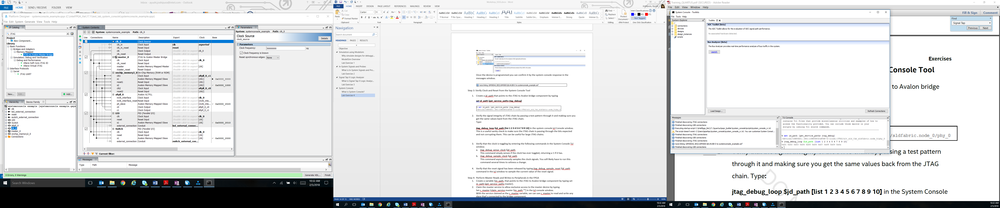 Inbox - ayushi.joshipura@intel.com - Outlook
FILE HOME SEND / RECEIVE FOLDER VIEW
Platform Designer - systemconsole_example.qsys (C:\intelFPGA_lite\17.1\test_lab_system_console\systemconsole_example.qsys)
File Edit System Generate View Tools Help
IP Catalog
JTAG
Project
New Component...
Library
Basic Functions
Bridges and Adaptors
Memory Mapped
JTAG to Avalon Master Bridge
Simulation; Debug and Verification
Debug and Performance
Altera Soft Core JTAG IO
Altera Virtual JTAG
Interface Protocols
Serial
JTAG UART
New... Edit... Add...
Hierarchy Device Family
systemconsole example [systemconsole example.qsys
clk
led_external_connection
reset
switch_external_connection
LED
Switch
altpll_0
clk_0
master_0
onchip_memory2_0
Connections
System Contents
System: systemconsole_example Path: clk_0
Use Connections Name Description Export Clock Base
clk_0 Clock Source
clk_in Clock Input clk exported
clk_in_reset Reset Input reset
clk Clock Output Double-click to export clk_0
clk_reset Reset Output Double-click to export
master_0 JTAG to Avalon Master Bridge
clk Clock Input Double-click to export clk_0
clk_reset Reset Input Double-click to export
master Avalon Memory Mapped Master Double-click to export [clk]
master_reset Reset Output Double-click to export
onchip_memory2_0 On-Chip Memory (RAM or ROM)
clk1 Clock Input Double-click to export altpll_0_c1
s1 Avalon Memory Mapped Slave Double-click to export [clk1] 0x0000_0000
reset1 Reset Input Double-click to export [clk1]
s2 Avalon Memory Mapped Slave Double-click to export [clk2] 0x0000_1000
clk2 Clock Input Double-click to export altpll_0_c0
reset2 Reset Input Double-click to export [clk2]
altpll_0 Avalon ALTPLL
inclk_interface Clock Input Double-click to export clk_0
inclk_interface_reset Reset Input Double-click to export [inclk_inte...
pll_slave Avalon Memory Mapped Slave Double-click to export [inclk_inte... 0x0000_2020
c0 Clock Output Double-click to export altpll_0_c0
c1 Clock Output Double-click to export altpll_0_c1
LED PIO (Parallel I/O)
clk Clock Input Double-click to export clk_0
reset Reset Input Double-click to export [clk]
s1 Avalon Memory Mapped Slave Double-click to export [clk] 0x0000_2010
external_connection Conduit led_external_connec...
Switch PIO (Parallel I/O)
clk Clock Input Double-click to export clk_0
reset Reset Input Double-click to export [clk]
s1 Avalon Memory Mapped Slave Double-click to export [clk] 0x0000_2000
external_connection Conduit switch_external_con...
Current filter:
Messages
Type Path Message
0 Errors, 0 Warnings
Generate HDL... Finish
Parameters
System: systemconsole_example Path: clk_0
Clock Source
clock_source
Details
Parameters
Clock frequency: 50000000 Hz
Clock frequency is known
Reset synchronous edges: None
Search Windows
10:32 AM
2/5/2018
Workshop_SSIS.docx - Word
FILE HOME INSERT DESIGN PAGE LAYOUT REFERENCES MAILINGS REVIEW VIEW
Joshipura, Ayushi
Cut
Copy
Format Painter
Paste
Clipboard Font Paragraph Styles Editing
Calibri 11
¶ Normal ¶ No Spac... Heading 1 Heading 2 Heading 3 Title Subtitle Subtle Em... Emphasis Intense E... Strong Quote Intense Q...
Find
Replace
Select
Protect Document
Intel Classifications
IC IRS ITS
Not Tagged
One Click Classification
Navigation
Search document
HEADINGS PAGES RESULTS
Objective
Simulation using Modelsim
Why simulate designs for debuggi...
ModelSim Overview
Lab Exercise 1
In-System Signals and Probes
What is In-System Signals and Pro...
Lab Exercise 2
Signal Tap II Logic Analyzer
What is Signal Tap II Logic Analyz...
Lab Exercise 3
System Console
What is System Console?
Lab Exercise 4
Once the device is programmed you can confirm it by the system console response in the
messages window.
Auto linking 10M50DA(.|ES)|10M50DC@1#USB-0 to systemconsole_example.sof
Step 3: Verify Clock and Reset from the System Console Tool
1. Create a jd_path that points to the JTAG to Avalon bridge component by typing
set jd_path [get_service_paths jtag_debug]
% set jd_path [get_service_paths jtag_debug]
/devices/10M50DA(.|ES)|10M50DC@1#USB-0/(link)/JTAG/alt_sld_fab_sldfabric.node_0/phy_0
2. Verify the signal integrity of JTAG chain by passing a test pattern through it and making sure you
get the same values back from the JTAG chain.
Type:
jtag_debug_loop $jd_path [list 1 2 3 4 5 6 7 8 9 10] in the system console tcl Console window.
This is a useful sanity check to make sure the JTAG chain is passing through the bits expected
and not corrupting them. This can be useful for large JTAG chains.
3. Verify that the clock is toggling by entering the following commands in the System Console Tcl
window.
a. jtag_debug_sense_clock $jd_path
This command simply senses if the clock has ever toggled, returning a 1 if it has.
b. Jtag_debug_sample_clock $jd_path
This command asynchronously samples the clock signals. You will likely have to run this
command several times to witness a change.
4. Verify that the reset signal has been released by typing jtag_debug_sample_reset $jd_path
command in the tcl window to sample the current value of the reset signal.
Step 4: Perform Master Reads and Writes to Peripherals in the FPGA
1. Create a variable $m_path, that points to the JTAG to Avalon bridge component by typing set
m_path [get_service_paths master].
2. Claim the master service to allow exclusive access to the master device by typing
Set c_master [claim_service master $m_path ""] in the tcl console window.
With the service claimed as the c_master variable, we can use c_master to read and write any
slave that's connected to the bridge component.
PAGE 14 OF 15 1892 WORDS
100%
10:32 AM
2/5/2018
Training_QUARTUS.pdf (SECURED) - Adobe Reader
File Edit View Window Help
Fill & Sign Comment
Find
Signal Tap
Previous Next
System Console - Toolkits
File Tools Help
System Explorer
/
connections
devices
designs
design_instances
scripts
Toolkits
ADC Toolkit (Beta)
The ADC Toolkit allows for the evaluation of ADC signal path performance.
No associated hardware detected.
Bus Analyzer (Beta)
The Bus Analyzer provides real-time performance analysis of bus traffic in the system.
Launch
Load Design... Refresh Connections
Messages
Finished discovering JTAG connections
Finished discovering USB connections
Executing startup script C:\intelfpga_lite\17.1\quartus\sopc_builder\system_console\scripts\system_console_rc.tcl
The script doesn't exist: C:\Users\ajoshipu\system_console\system_console_rc.tcl. You can customize System Consol...
Finished discovering JTAG connections
Finished discovering USB connections
Finished discovering JTAG connections
Auto linking 10M50DA(.|ES)|10M50DC@1#USB-0 to systemconsole_example.sof
Finished discovering USB connections
Tcl Console
contains Tcl files that provide miscellaneous utilities and examples of how to
access the functionality provided. You can include those macros in your
scripts by issuing Tcl source commands.
% set jd_path [get_service_paths jtag_debug]
/devices/10M50DA(.|ES)|10M50DC@1#USB-0/(link)/JTAG/alt_sld_fab_sldfabric.node_0/phy_0
% jtag_debug_loop $jd_path [list 1 2 3 4 5 6 7 8 9 10]
0x01 0x02 0x03 0x04 0x05 0x06 0x07 0x08 0x09 0x0a
%
Exercises
Console Tool
to Avalon bridge
/sldfabric.node_0/phy_0
passing a test pattern
through it and making sure you get the same values back from the JTAG
chain. Type:
jtag_debug_loop $jd_path [list 1 2 3 4 5 6 7 8 9 10] in the System Console
10:32 AM
2/5/2018